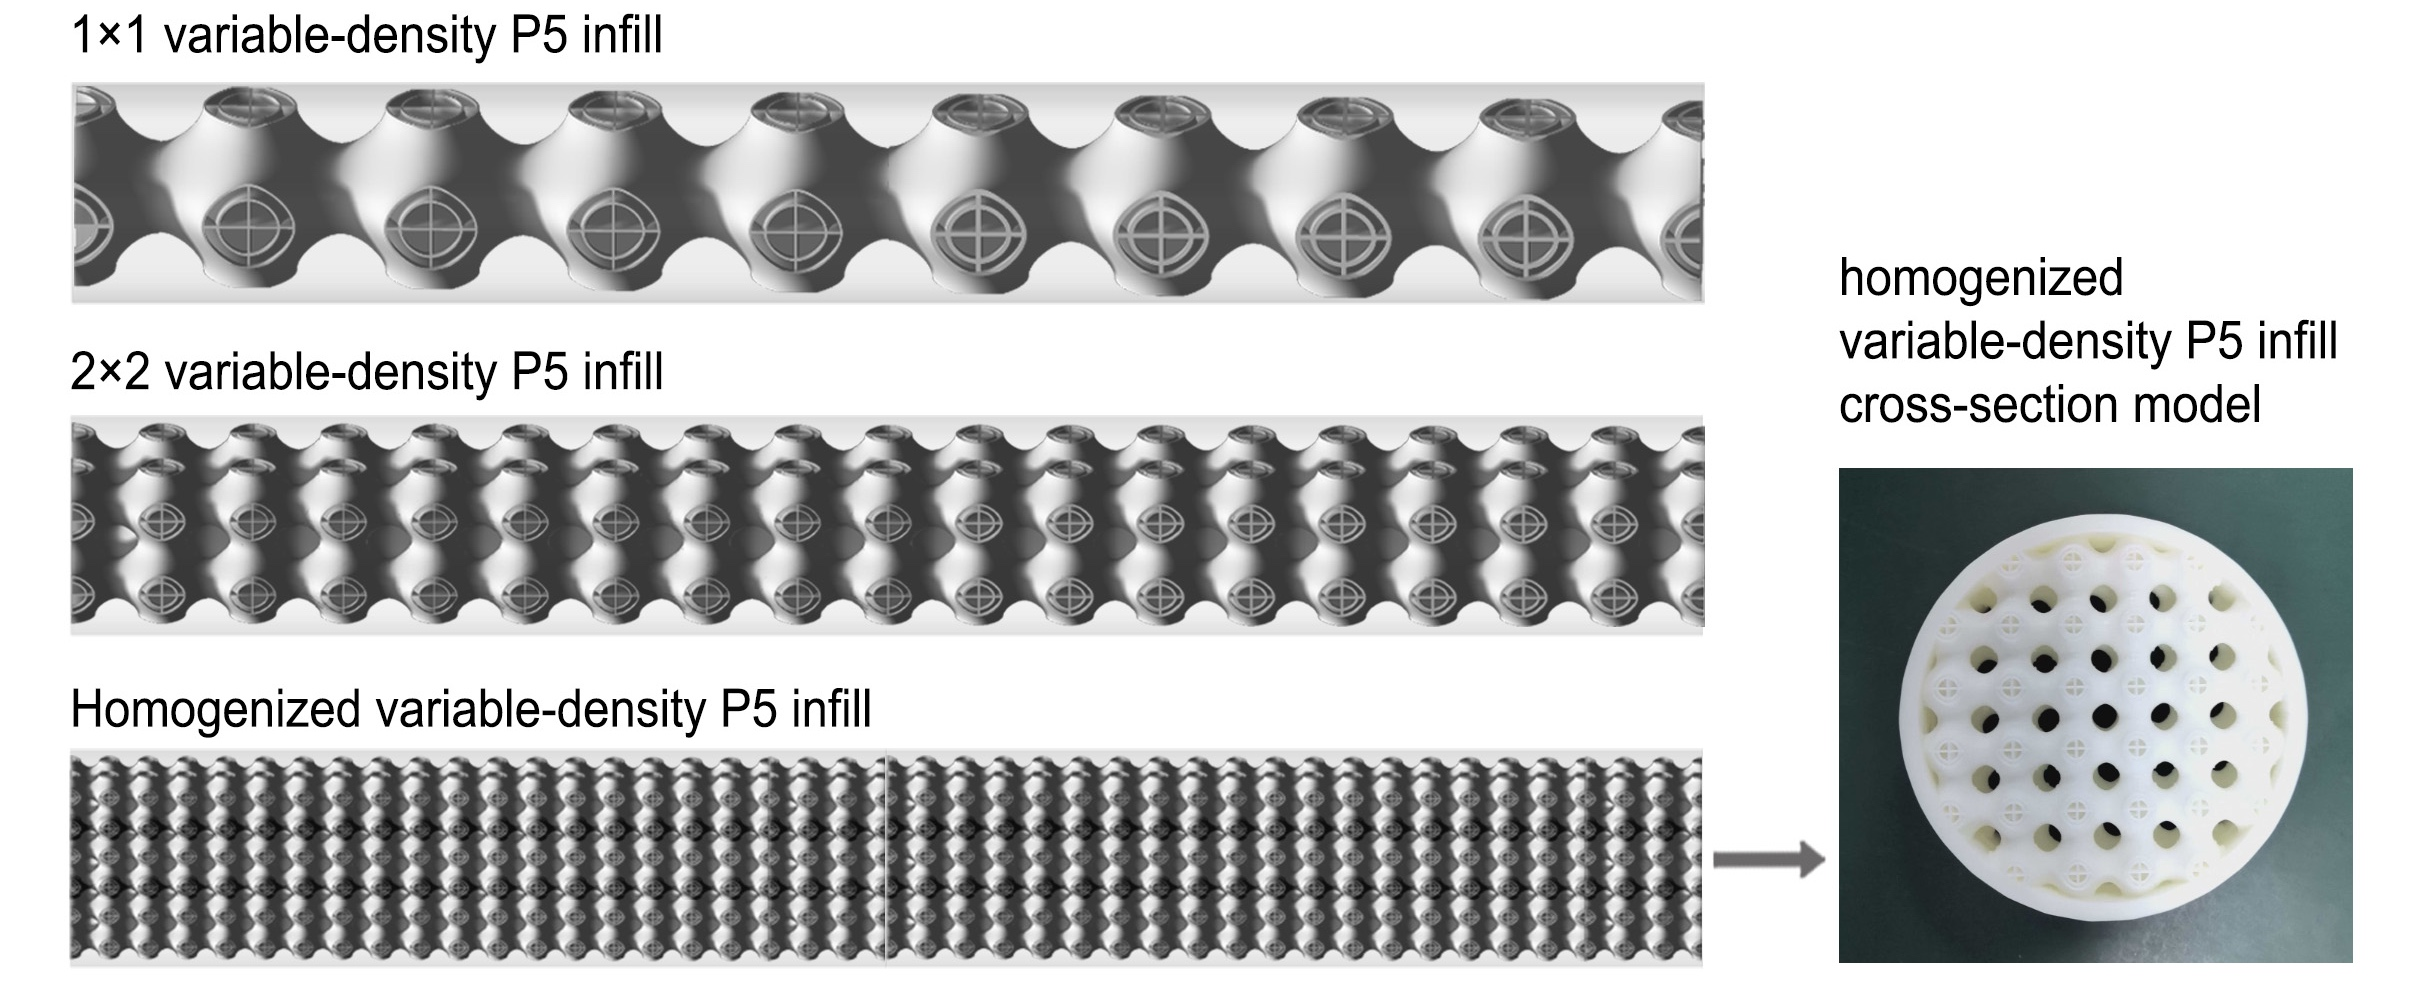 1×1 variable-density P5 infill
2×2 variable-density P5 infill
Homogenized variable-density P5 infill
homogenized
variable-density P5 infill
cross-section model